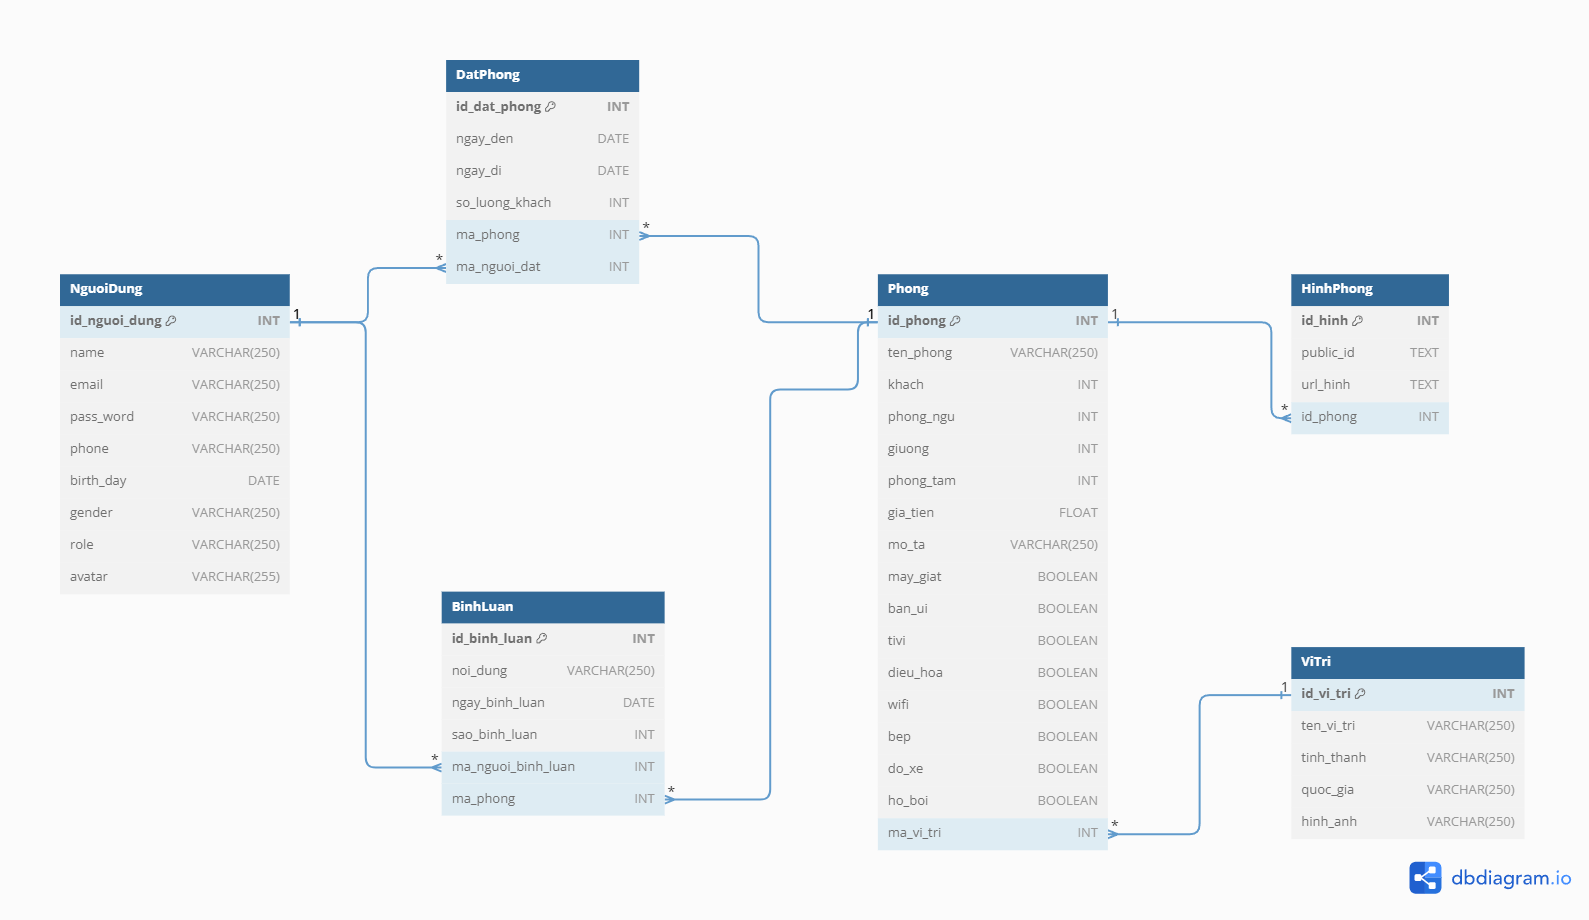 DatPhong
id_dat_phong INT
ngay_den DATE
ngay_di DATE
so_luong_khach INT
ma_phong INT *
* ma_nguoi_dat INT
NguoiDung
id_nguoi_dung INT 1
name VARCHAR(250)
email VARCHAR(250)
pass_word VARCHAR(250)
phone VARCHAR(250)
birth_day DATE
gender VARCHAR(250)
role VARCHAR(250)
avatar VARCHAR(255)
BinhLuan
id_binh_luan INT
noi_dung VARCHAR(250)
ngay_binh_luan DATE
sao_binh_luan INT
* ma_nguoi_binh_luan INT
ma_phong INT *
Phong
1 id_phong INT 1
ten_phong VARCHAR(250)
khach INT
phong_ngu INT
giuong INT
phong_tam INT
gia_tien FLOAT
mo_ta VARCHAR(250)
may_giat BOOLEAN
ban_ui BOOLEAN
tivi BOOLEAN
dieu_hoa BOOLEAN
wifi BOOLEAN
bep BOOLEAN
do_xe BOOLEAN
ho_boi BOOLEAN
ma_vi_tri INT *
HinhPhong
id_hinh INT
public_id TEXT
url_hinh TEXT
* id_phong INT
ViTri
1 id_vi_tri INT
ten_vi_tri VARCHAR(250)
tinh_thanh VARCHAR(250)
quoc_gia VARCHAR(250)
hinh_anh VARCHAR(250)
dbdiagram.io